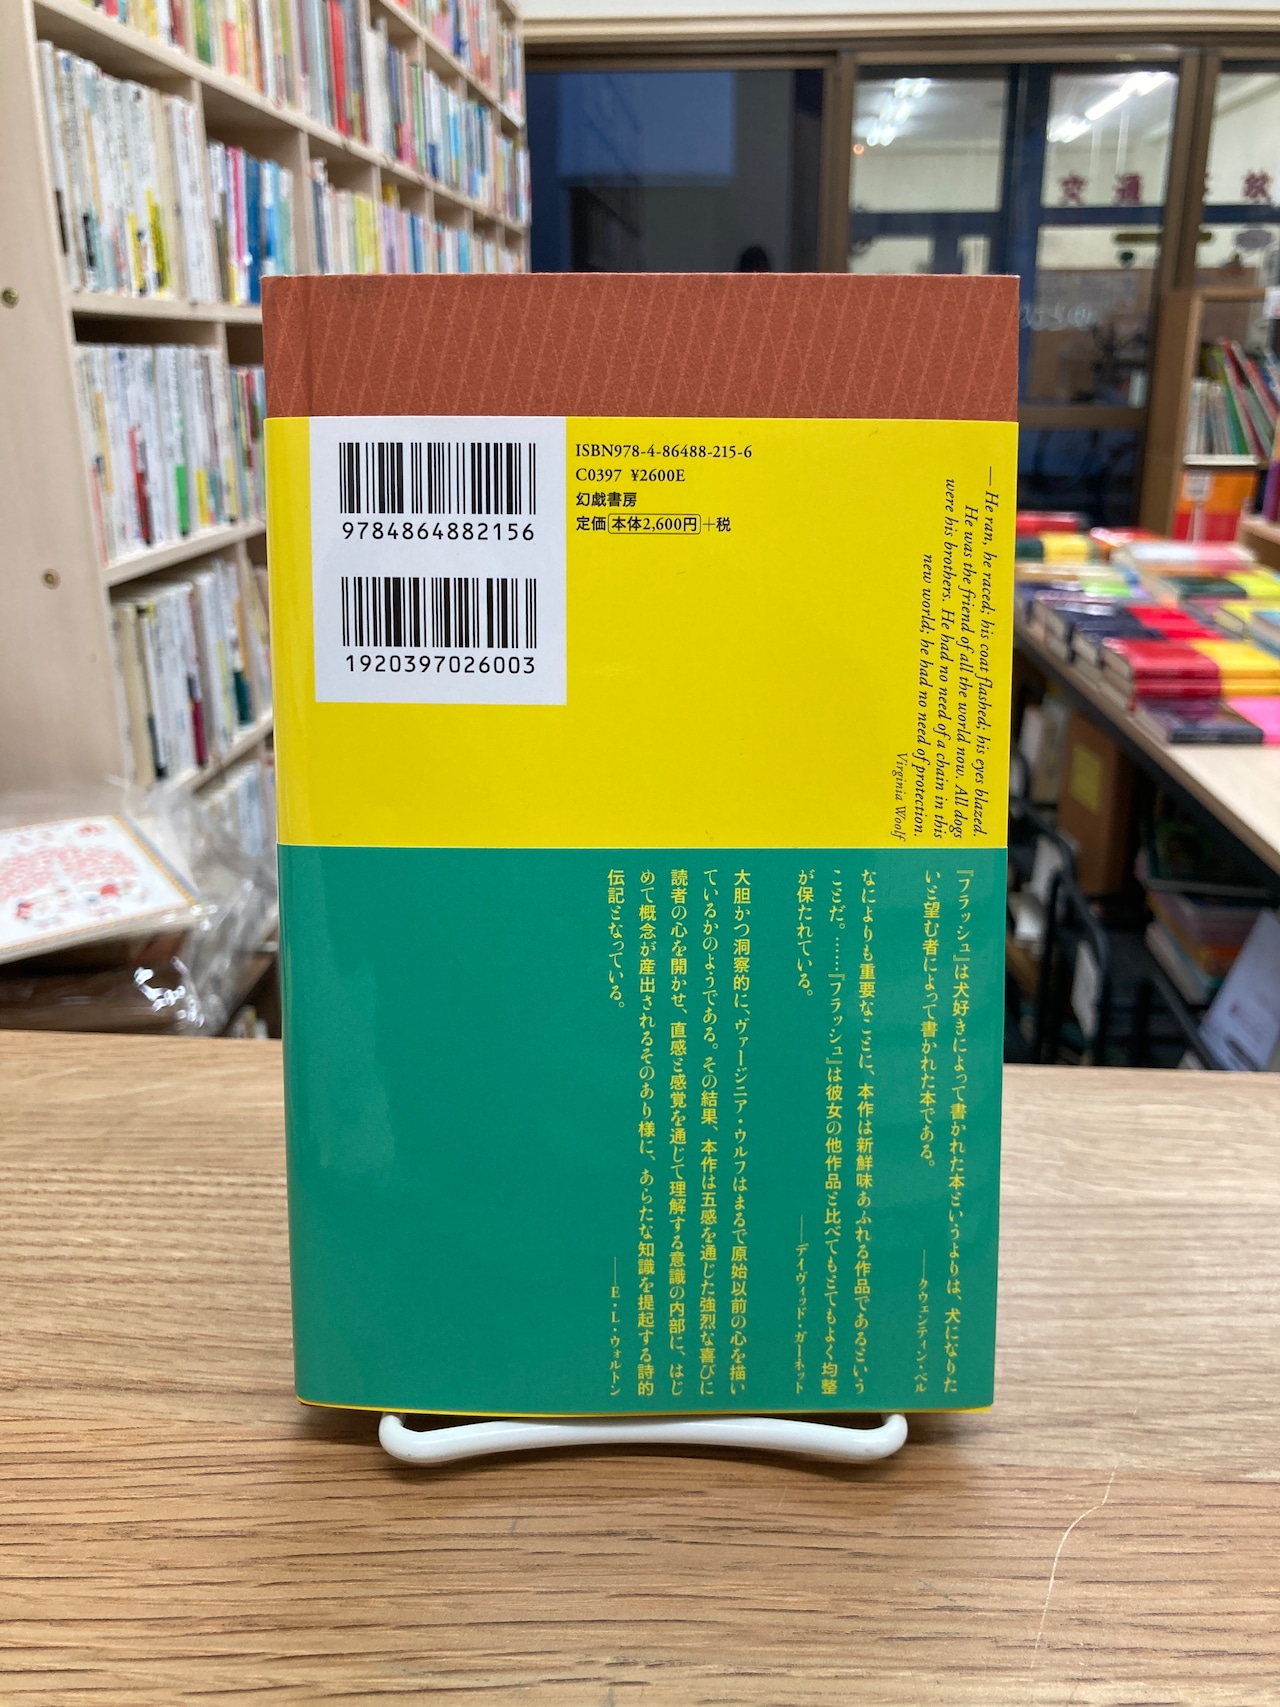 交通
故
9784864882156
1920397026003
ISBN978-4-86488-215-6
C0397 ¥2600E
幻戯書房
定価 本体2,600円+税
— He ran, he raced; his coat flashed; his eyes blazed.
He was the friend of all the world now. All dogs
were his brothers. He had no need of a chain in this
new world; he had no need of protection.
Virginia Woolf
『フラッシュ』は犬好きによって書かれた本というよりは、犬になりた
いと望む者によって書かれた本である。
——クウェンティン・ベル
なによりも重要なことに、本作は新鮮味あふれる作品であるという
ことだ。……『フラッシュ』は彼女の他作品と比べてもとてもよく均整
が保たれている。
——デイヴィッド・ガーネット
大胆かつ洞察的に、ヴァージニア・ウルフはまるで原始以前の心を描い
ているかのようである。その結果、本作は五感を通じた強烈な喜びに
読者の心を開かせ、直感と感覚を通じて理解する意識の内部に、はじ
めて概念が産出されるそのあり様に、あらたな知識を提起する詩的
伝記となっている。
——E・L・ウォルトン